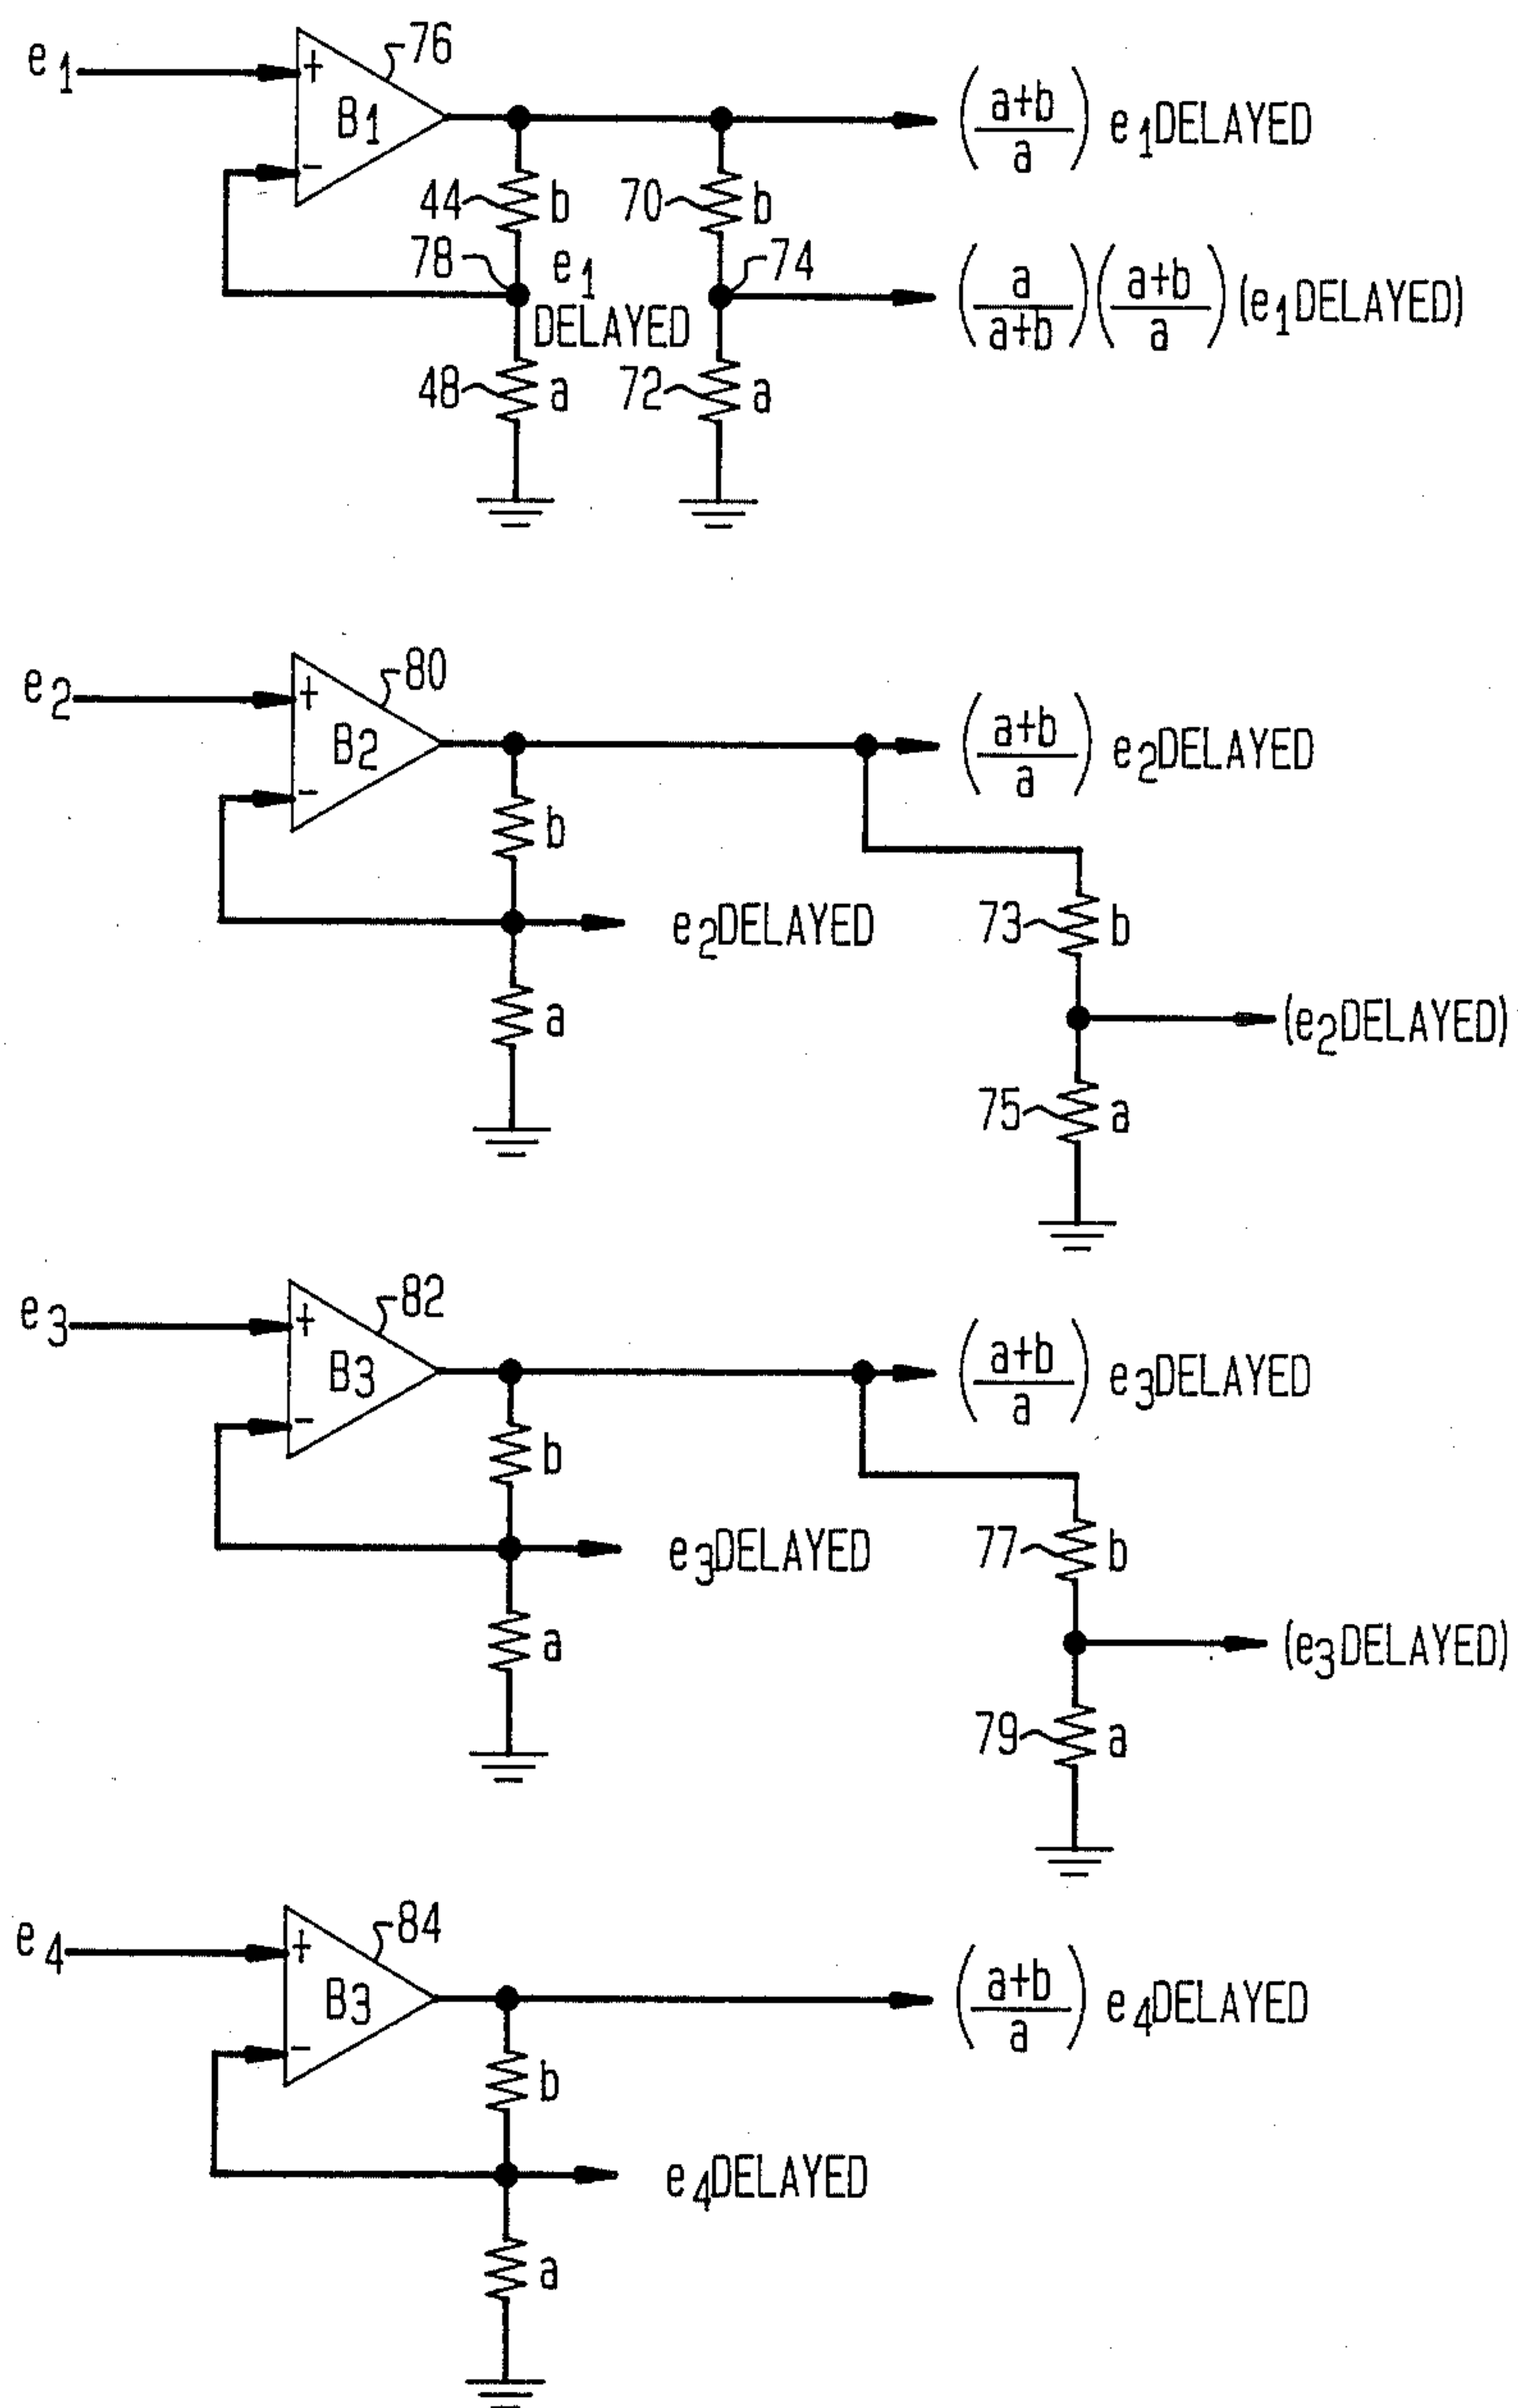 e1
+
B1
-
76
(a+b/a) e1DELAYED
44
b
70
b
78
e1
DELAYED
74
(a/a+b)(a+b/a)(e1DELAYED)
48
a
72
a
e2
+
B2
-
80
(a+b/a) e2DELAYED
b
e2DELAYED
73
b
a
(e2DELAYED)
75
a
e3
+
B3
-
82
(a+b/a) e3DELAYED
b
e3DELAYED
77
b
a
(e3DELAYED)
79
a
e4
+
B3
-
84
(a+b/a) e4DELAYED
b
e4DELAYED
a